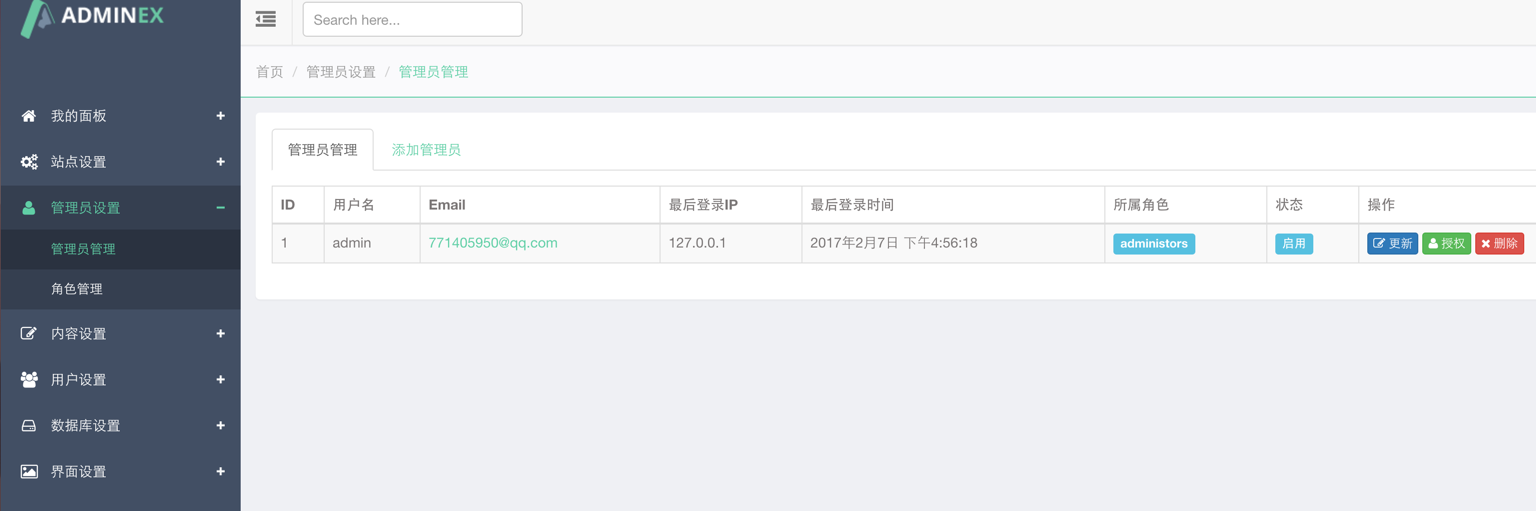 ADMINEX
Search here...
首页 / 管理员设置 / 管理员管理
我的面板
站点设置
管理员设置
管理员管理
角色管理
内容设置
用户设置
数据库设置
界面设置
管理员管理 添加管理员
ID 用户名 Email 最后登录IP 最后登录时间 所属角色 状态 操作
1 admin 771405950@qq.com 127.0.0.1 2017年2月7日 下午4:56:18 administors 启用 更新 授权 删除